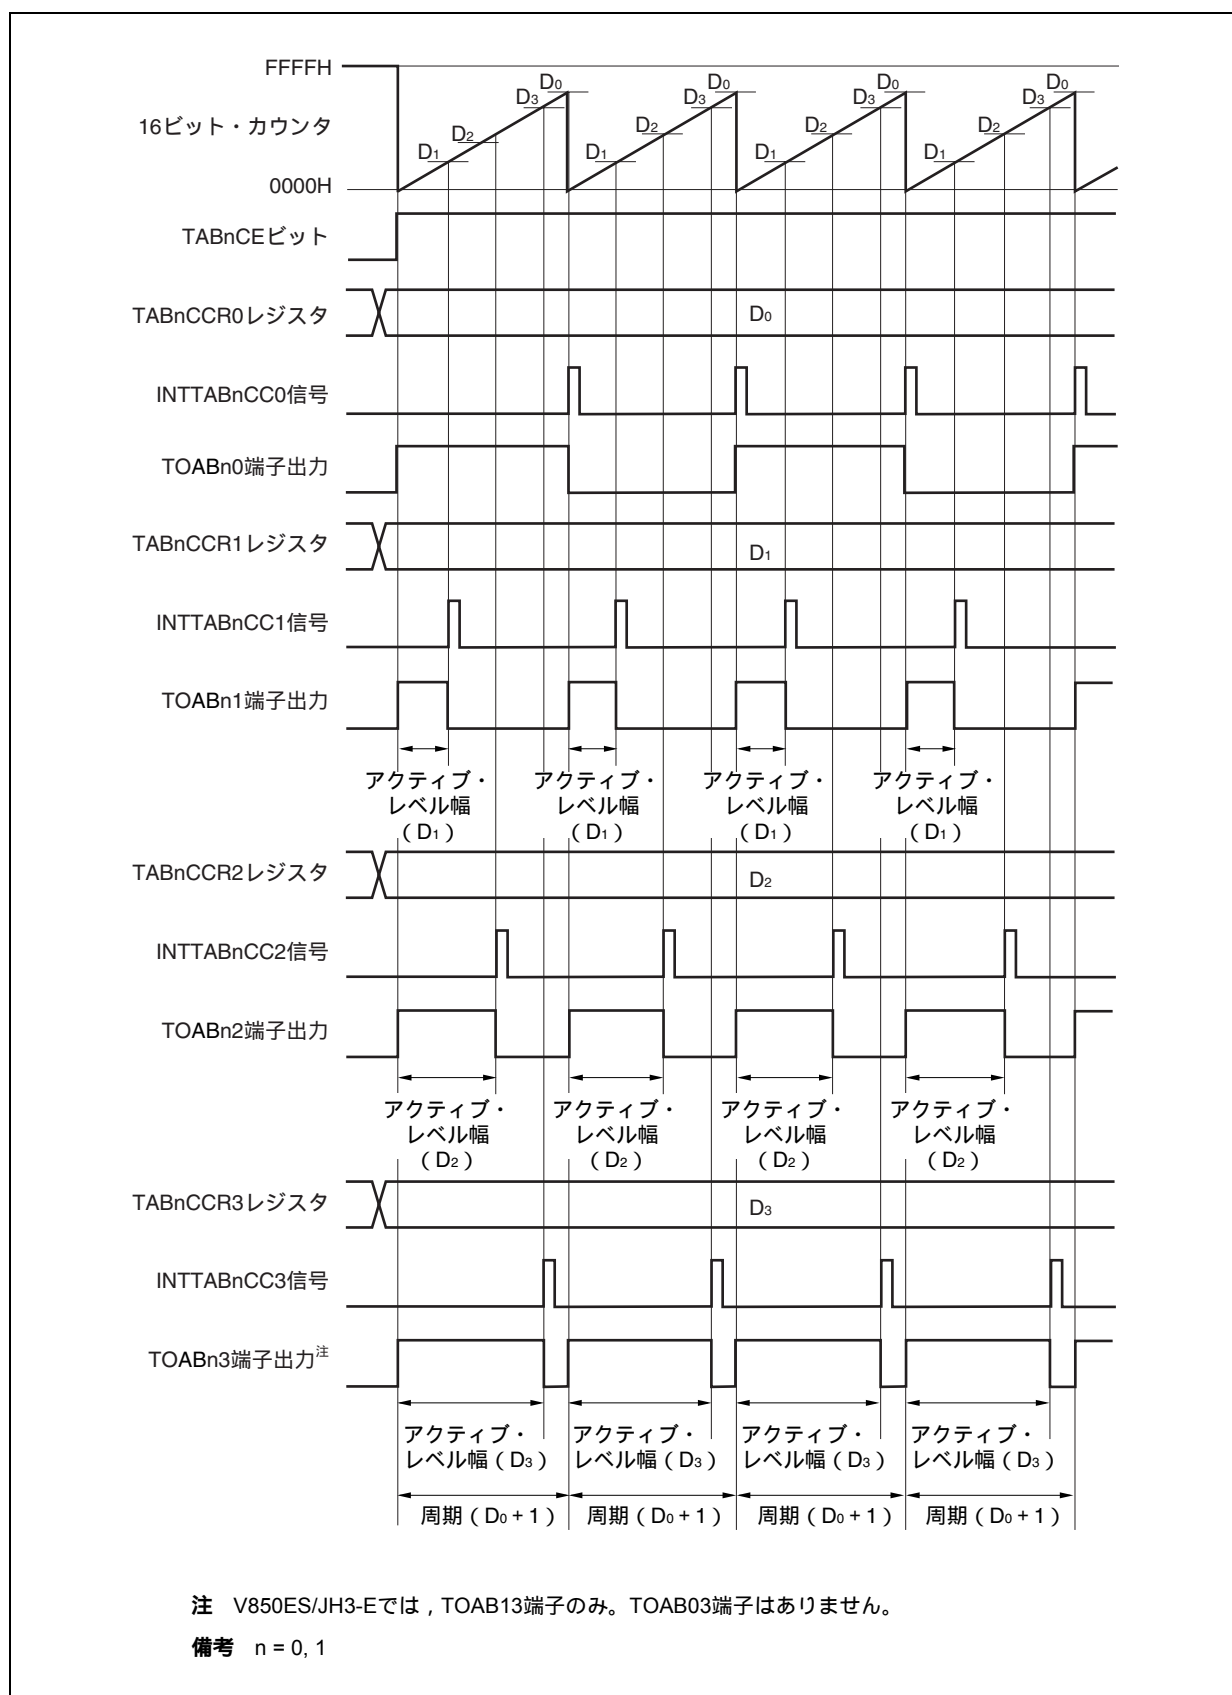 FFFFH
D0 D0 D0 D0
D3 D3 D3 D3
16ビット・カウンタ
D2 D2 D2 D2
D1 D1 D1 D1
0000H
TABnCEビット
TABnCCR0レジスタ D0
INTTABnCC0信号
TOABn0端子出力
TABnCCR1レジスタ D1
INTTABnCC1信号
TOABn1端子出力
アクティブ・ アクティブ・ アクティブ・ アクティブ・
レベル幅 レベル幅 レベル幅 レベル幅
(D1) (D1) (D1) (D1)
TABnCCR2レジスタ D2
INTTABnCC2信号
TOABn2端子出力
アクティブ・ アクティブ・ アクティブ・ アクティブ・
レベル幅 レベル幅 レベル幅 レベル幅
(D2) (D2) (D2) (D2)
TABnCCR3レジスタ D3
INTTABnCC3信号
TOABn3端子出力注
アクティブ・ アクティブ・ アクティブ・ アクティブ・
レベル幅(D3) レベル幅(D3) レベル幅(D3) レベル幅(D3)
周期(D0+1) 周期(D0+1) 周期(D0+1) 周期(D0+1)
注 V850ES/JH3-Eでは,TOAB13端子のみ。TOAB03端子はありません。
備考 n = 0, 1